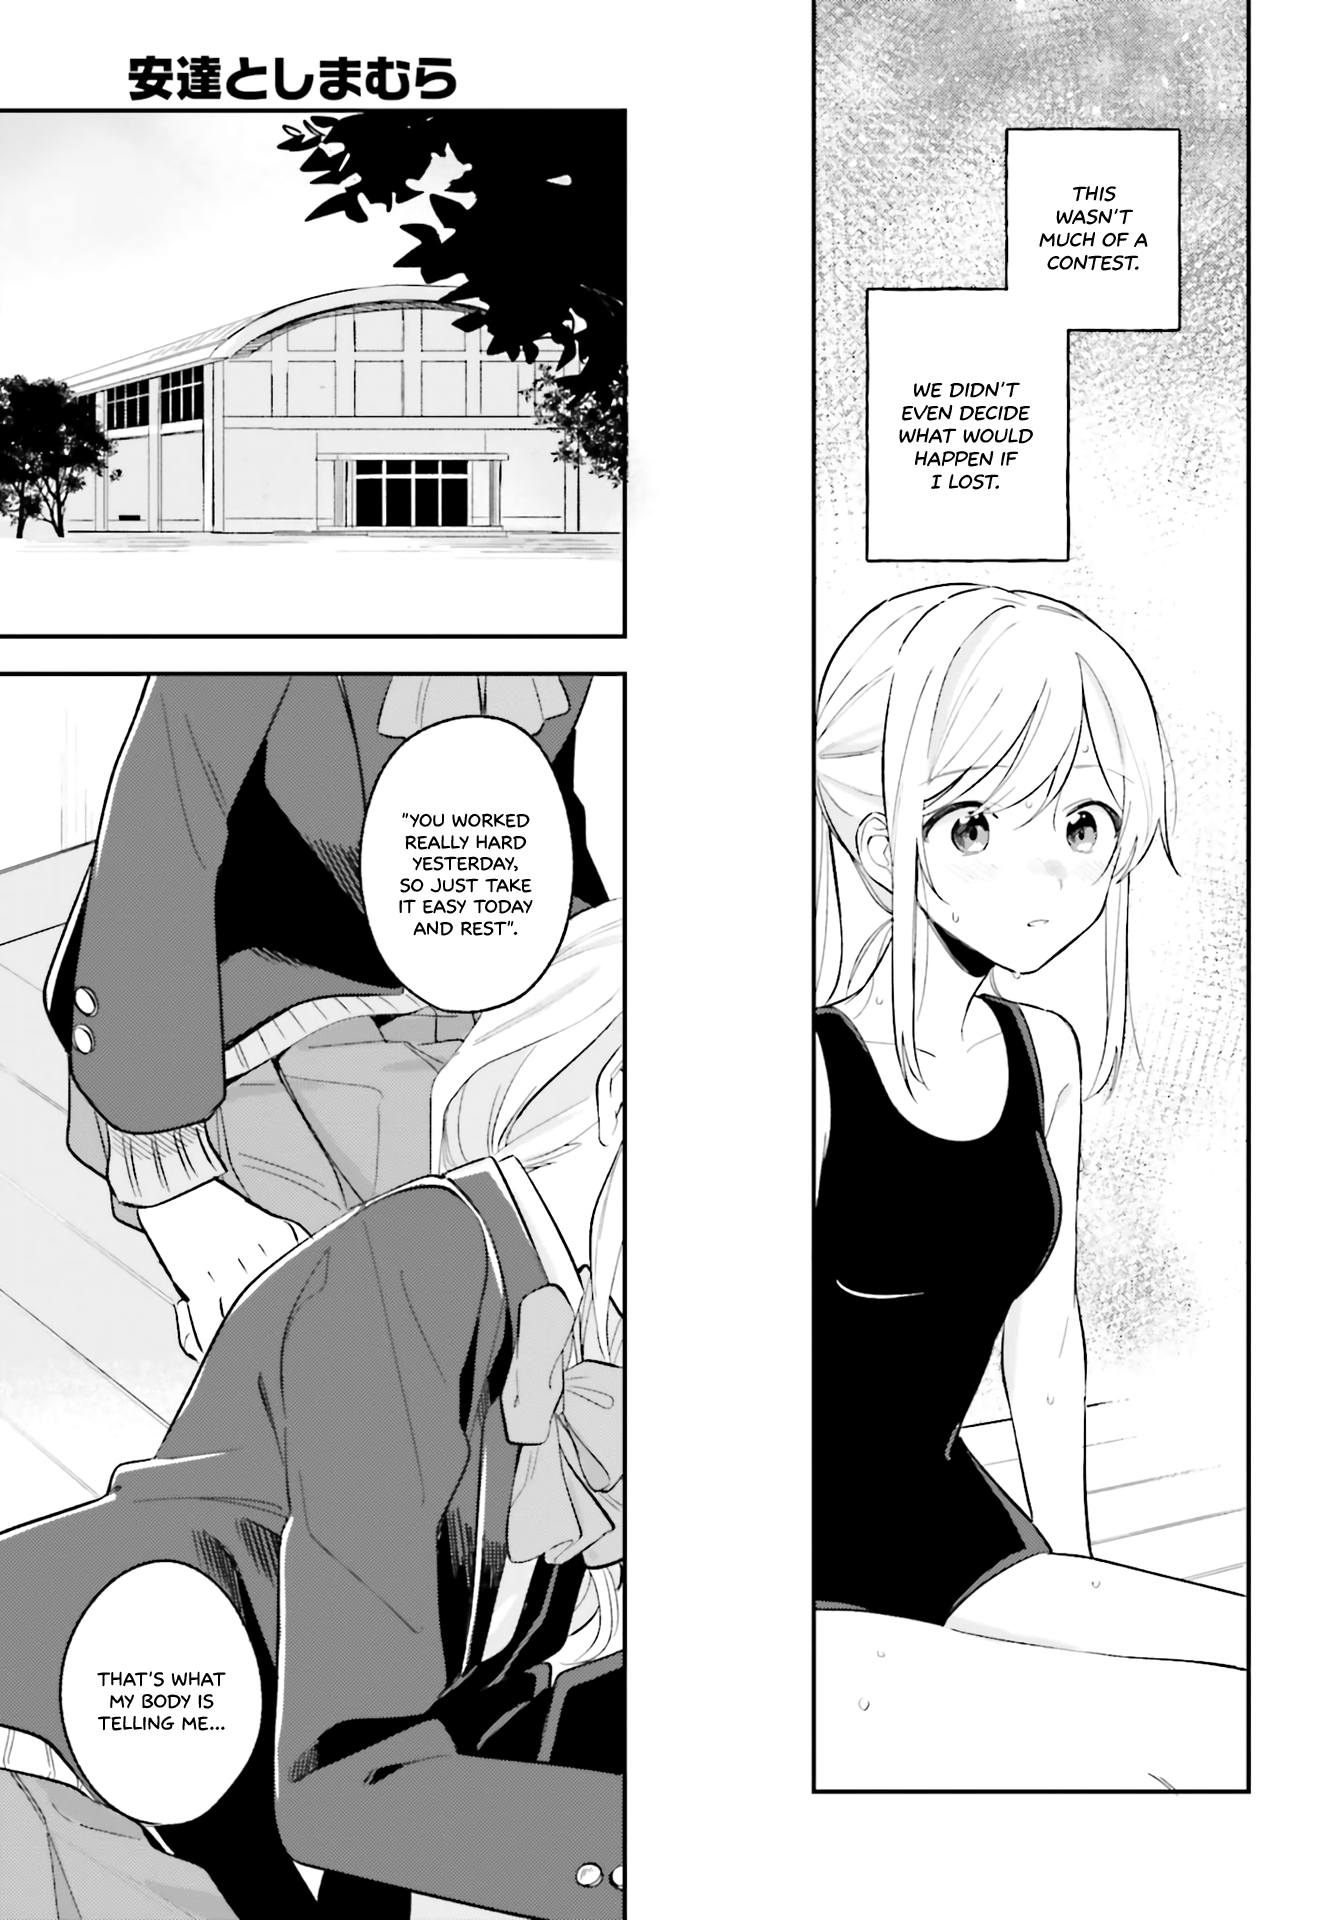 THIS
WASN'T
MUCH OF A
CONTEST.
WE DIDN'T
EVEN DECIDE
WHAT WOULD
HAPPEN IF
I LOST.
安達としまむら
"YOU WORKED
REALLY HARD
YESTERDAY,
SO JUST TAKE
IT EASY TODAY
AND REST".
THAT'S WHAT
MY BODY IS
TELLING ME...